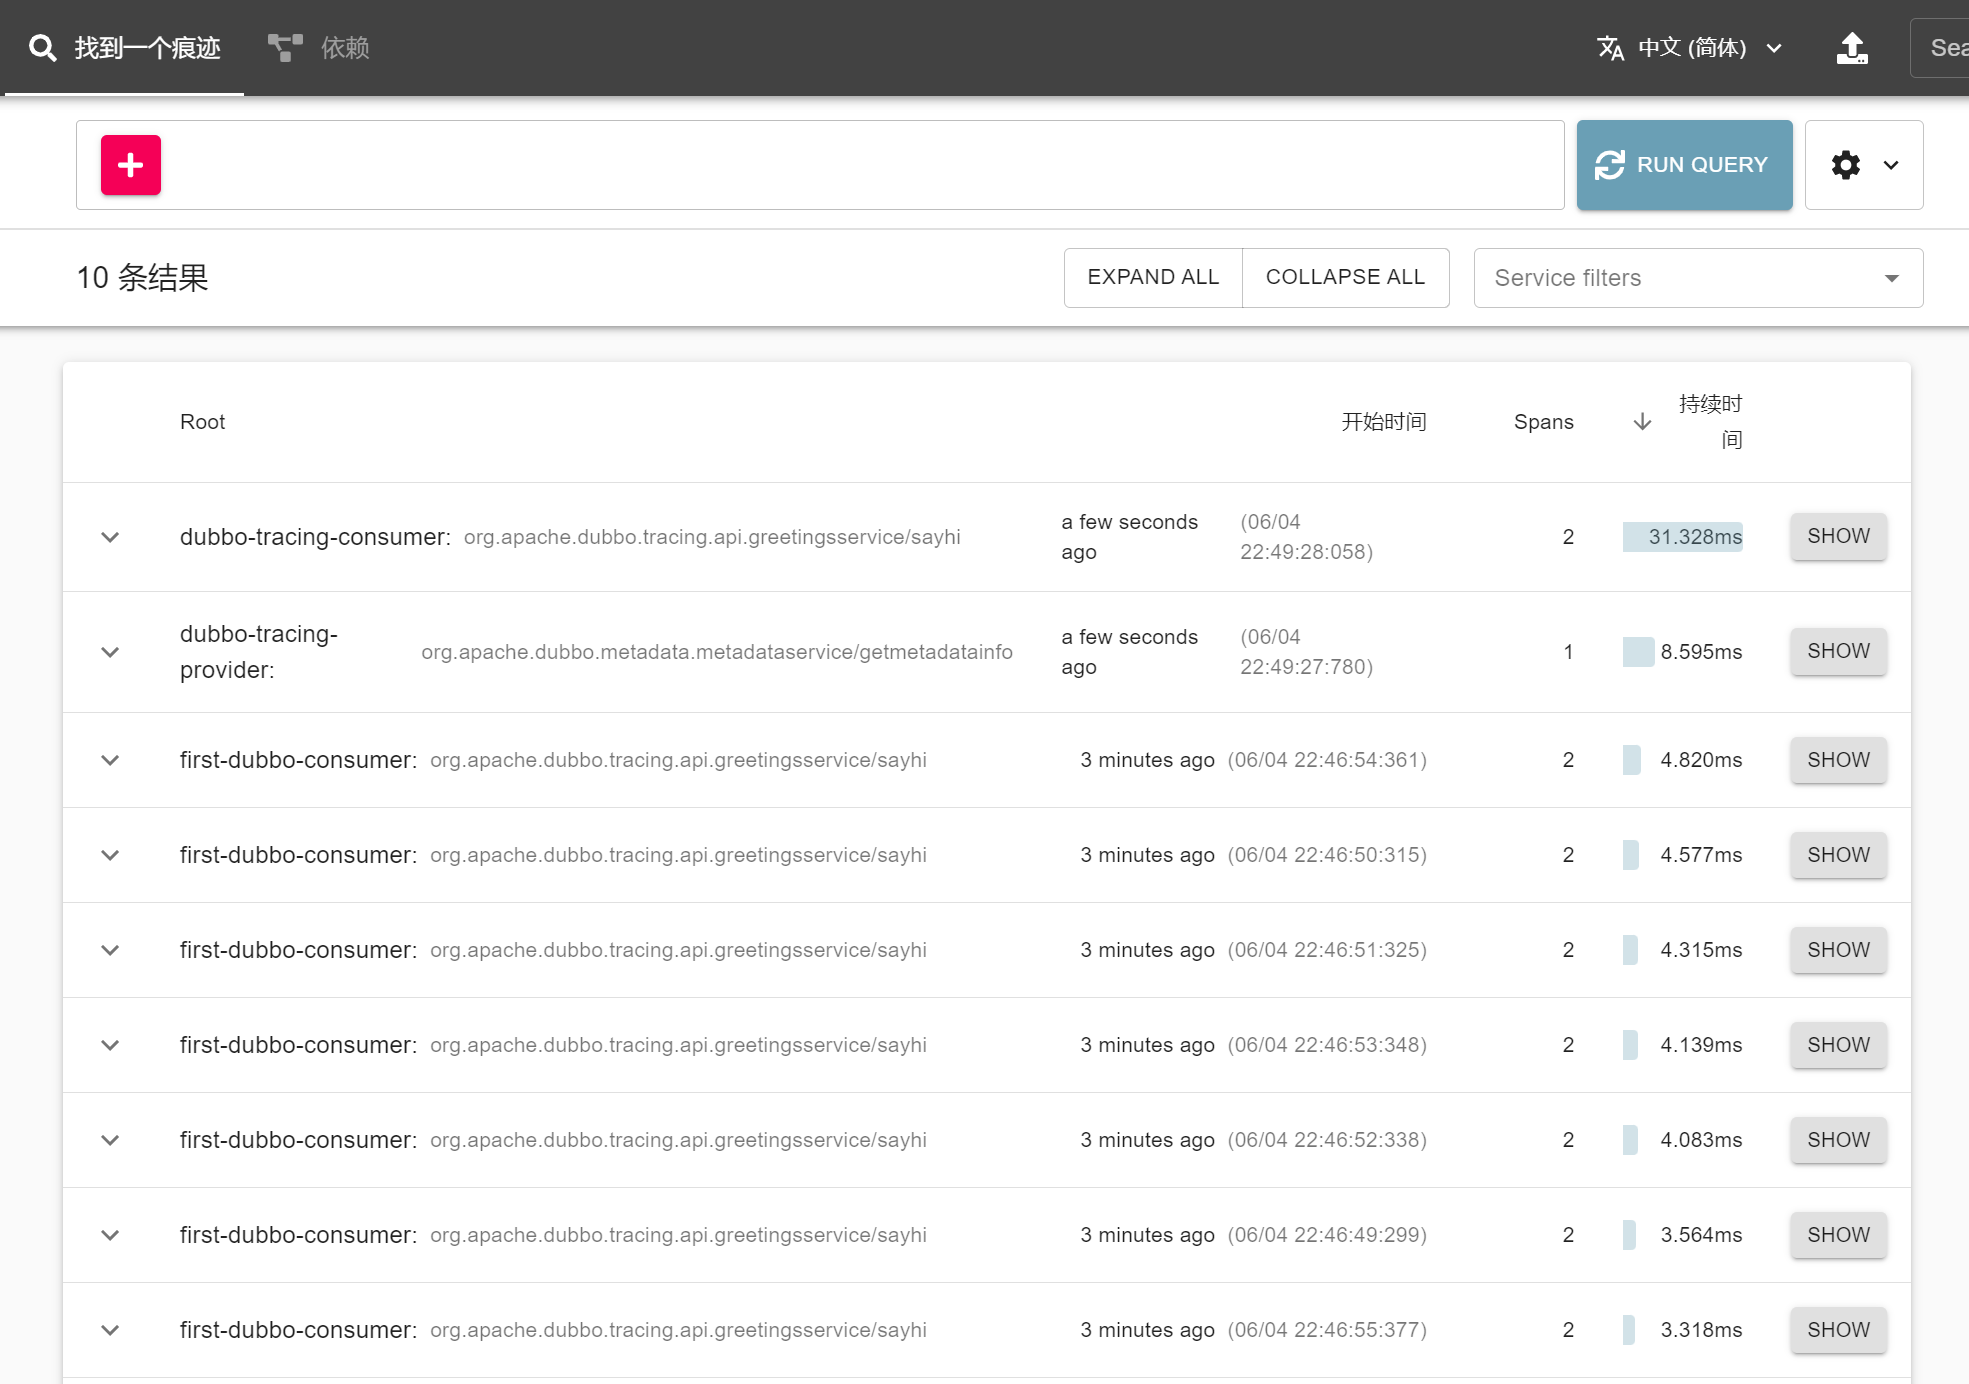 找到一个痕迹
依赖
中文 (简体)
Sea
RUN QUERY
10 条结果
EXPAND ALL
COLLAPSE ALL
Service filters
Root
开始时间
Spans
持续时
间
dubbo-tracing-consumer: org.apache.dubbo.tracing.api.greetingsservice/sayhi
a few seconds
ago
(06/04
22:49:28:058)
2
31.328ms
SHOW
dubbo-tracing-
provider:
org.apache.dubbo.metadata.metadataservice/getmetadatainfo
a few seconds
ago
(06/04
22:49:27:780)
1
8.595ms
SHOW
first-dubbo-consumer: org.apache.dubbo.tracing.api.greetingsservice/sayhi 3 minutes ago (06/04 22:46:54:361) 2 4.820ms SHOW
first-dubbo-consumer: org.apache.dubbo.tracing.api.greetingsservice/sayhi 3 minutes ago (06/04 22:46:50:315) 2 4.577ms SHOW
first-dubbo-consumer: org.apache.dubbo.tracing.api.greetingsservice/sayhi 3 minutes ago (06/04 22:46:51:325) 2 4.315ms SHOW
first-dubbo-consumer: org.apache.dubbo.tracing.api.greetingsservice/sayhi 3 minutes ago (06/04 22:46:53:348) 2 4.139ms SHOW
first-dubbo-consumer: org.apache.dubbo.tracing.api.greetingsservice/sayhi 3 minutes ago (06/04 22:46:52:338) 2 4.083ms SHOW
first-dubbo-consumer: org.apache.dubbo.tracing.api.greetingsservice/sayhi 3 minutes ago (06/04 22:46:49:299) 2 3.564ms SHOW
first-dubbo-consumer: org.apache.dubbo.tracing.api.greetingsservice/sayhi 3 minutes ago (06/04 22:46:55:377) 2 3.318ms SHOW